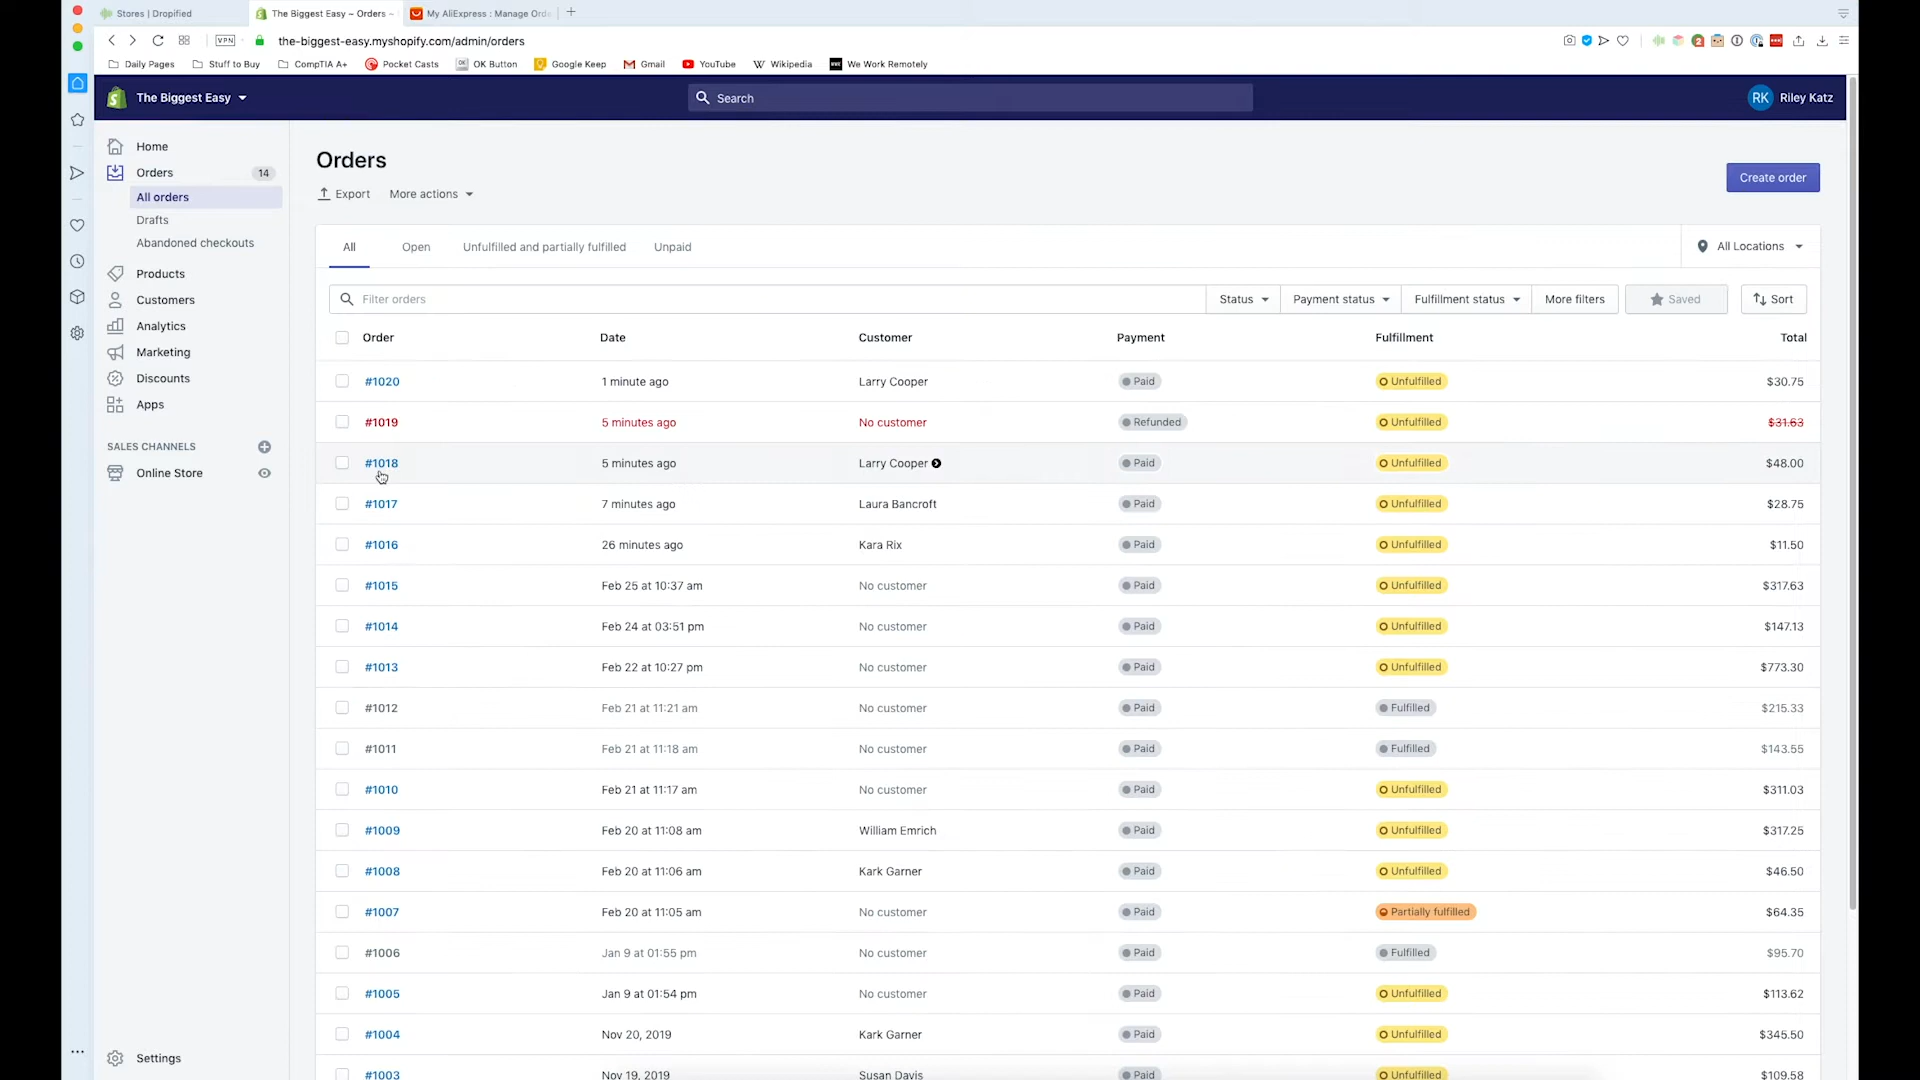 Stores | Dropified
The Biggest Easy ~ Orders ~
My AliExpress : Manage Orde
VPN
the-biggest-easy.myshopify.com/admin/orders
Daily Pages
Stuff to Buy
CompTIA A+
Pocket Casts
OK Button
Google Keep
Gmail
YouTube
Wikipedia
We Work Remotely
The Biggest Easy
Search
RK Riley Katz
Home
Orders 14
All orders
Drafts
Abandoned checkouts
Products
Customers
Analytics
Marketing
Discounts
Apps
SALES CHANNELS
Online Store
Settings
Orders
Export More actions
Create order
All Open Unfulfilled and partially fulfilled Unpaid
All Locations
Filter orders Status Payment status Fulfillment status More filters Saved Sort
Order Date Customer Payment Fulfillment Total
#1020 1 minute ago Larry Cooper Paid Unfulfilled $30.75
#1019 5 minutes ago No customer Refunded Unfulfilled $31.63
#1018 5 minutes ago Larry Cooper Paid Unfulfilled $48.00
#1017 7 minutes ago Laura Bancroft Paid Unfulfilled $28.75
#1016 26 minutes ago Kara Rix Paid Unfulfilled $11.50
#1015 Feb 25 at 10:37 am No customer Paid Unfulfilled $317.63
#1014 Feb 24 at 03:51 pm No customer Paid Unfulfilled $147.13
#1013 Feb 22 at 10:27 pm No customer Paid Unfulfilled $773.30
#1012 Feb 21 at 11:21 am No customer Paid Fulfilled $215.33
#1011 Feb 21 at 11:18 am No customer Paid Fulfilled $143.55
#1010 Feb 21 at 11:17 am No customer Paid Unfulfilled $311.03
#1009 Feb 20 at 11:08 am William Emrich Paid Unfulfilled $317.25
#1008 Feb 20 at 11:06 am Kark Garner Paid Unfulfilled $46.50
#1007 Feb 20 at 11:05 am No customer Paid Partially fulfilled $64.35
#1006 Jan 9 at 01:55 pm No customer Paid Fulfilled $95.70
#1005 Jan 9 at 01:54 pm No customer Paid Unfulfilled $113.62
#1004 Nov 20, 2019 Kark Garner Paid Unfulfilled $345.50
#1003 Nov 19, 2019 Susan Davis Paid Unfulfilled $109.58